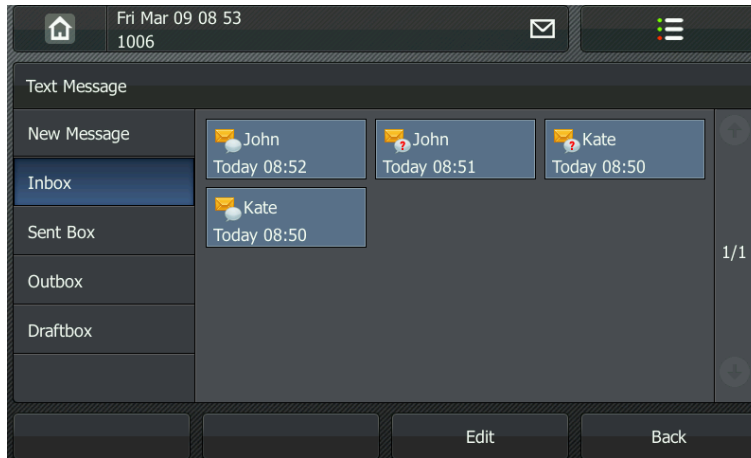 Fri Mar 09 08 53
1006
Text Message
New Message
Inbox
Sent Box
Outbox
Draftbox
John
Today 08:52
John
Today 08:51
Kate
Today 08:50
Kate
Today 08:50
1/1
Edit
Back